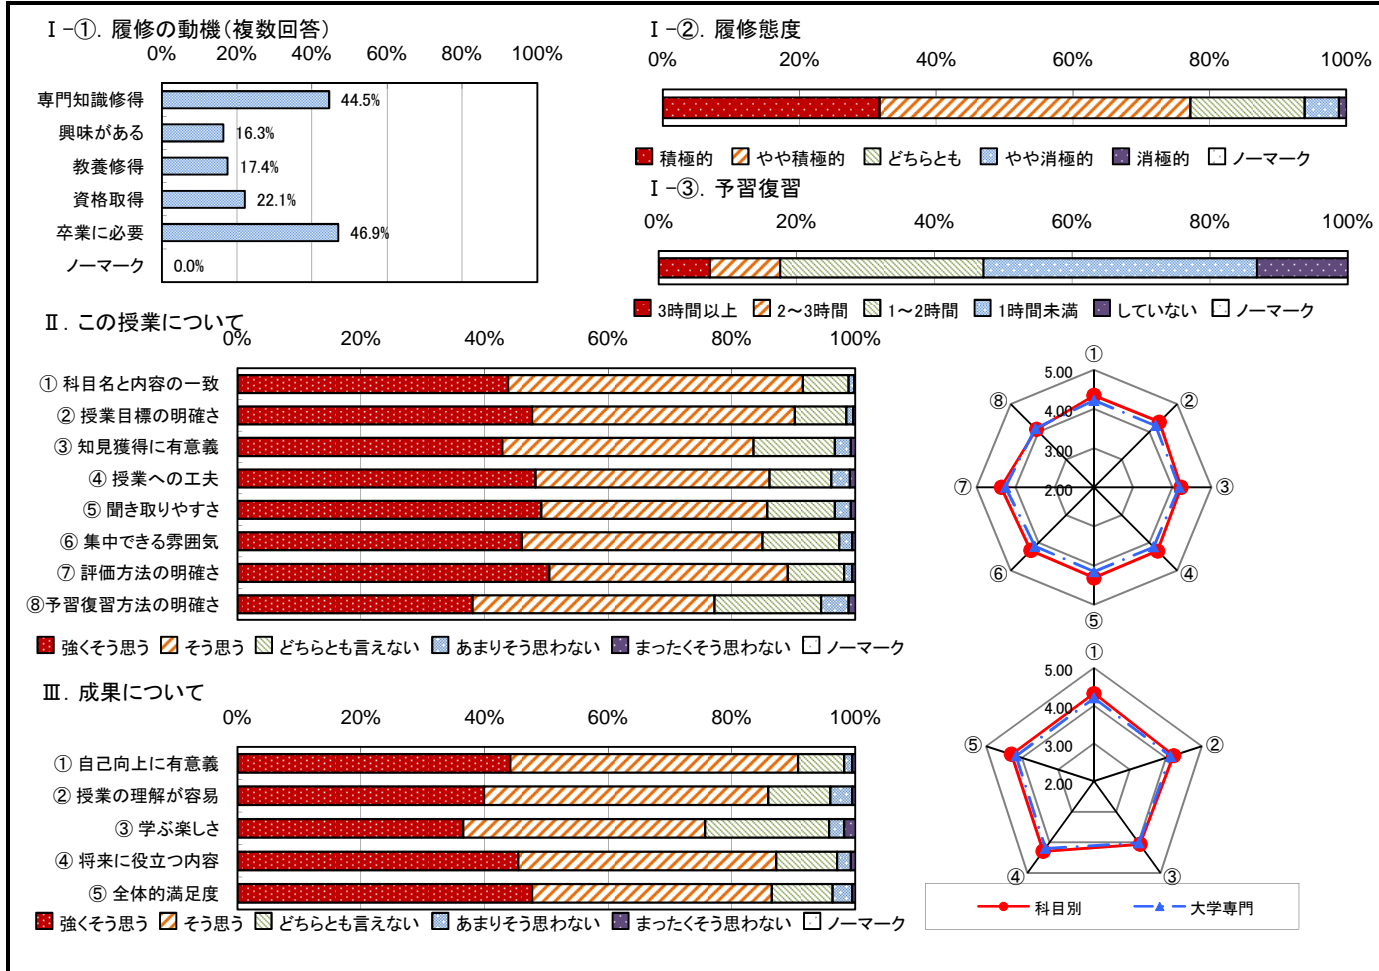 Ⅰ-①．履修の動機（複数回答）
0% 20% 40% 60% 80% 100%
専門知識修得 44.5%
興味がある 16.3%
教養修得 17.4%
資格取得 22.1%
卒業に必要 46.9%
ノーマーク 0.0%
Ⅰ-②．履修態度
0% 20% 40% 60% 80% 100%
積極的 やや積極的 どちらとも やや消極的 消極的 ノーマーク
Ⅰ-③．予習復習
0% 20% 40% 60% 80% 100%
3時間以上 2～3時間 1～2時間 1時間未満 していない ノーマーク
Ⅱ．この授業について
0% 20% 40% 60% 80% 100%
① 科目名と内容の一致
② 授業目標の明確さ
③ 知見獲得に有意義
④ 授業への工夫
⑤ 聞き取りやすさ
⑥ 集中できる雰囲気
⑦ 評価方法の明確さ
⑧予習復習方法の明確さ
強くそう思う そう思う どちらとも言えない あまりそう思わない まったくそう思わない ノーマーク
①
②
③
④
⑤
⑥
⑦
⑧
5.00
4.00
3.00
2.00
Ⅲ．成果について
0% 20% 40% 60% 80% 100%
① 自己向上に有意義
② 授業の理解が容易
③ 学ぶ楽しさ
④ 将来に役立つ内容
⑤ 全体的満足度
強くそう思う そう思う どちらとも言えない あまりそう思わない まったくそう思わない ノーマーク
①
②
③
④
⑤
5.00
4.00
3.00
2.00
科目別 大学専門